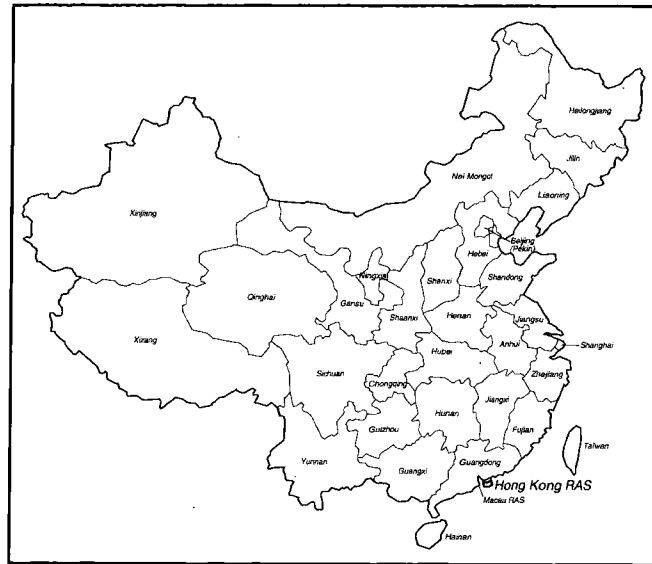 Heilongjiang
Jilin
Nei Mongol
Liaoning
Xinjiang
Beijing
(Pekin)
Hebei
Ningxia
Shanxi
Shandong
Qinghai
Gansu
Shaanxi
Henan
Jiangsu
Xizang
Hubei
Anhui
Shanghai
Sichuan
Chongqing
Zhejiang
Hunan
Jiangxi
Guizhou
Fujian
Yunnan
Guangxi
Guangdong
Taiwan
Hong Kong RAS
Macau RAS
Hainan